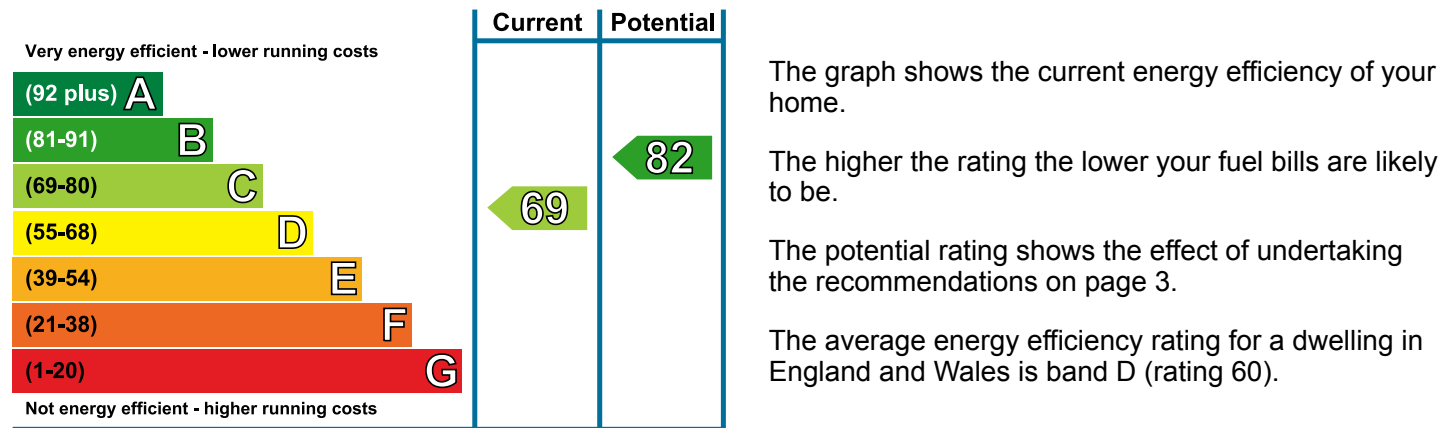 Current Potential
Very energy efficient - lower running costs
(92 plus) A
(81-91) B
82
(69-80) C
69
(55-68) D
(39-54) E
(21-38) F
(1-20) G
Not energy efficient - higher running costs
The graph shows the current energy efficiency of your
home.
The higher the rating the lower your fuel bills are likely
to be.
The potential rating shows the effect of undertaking
the recommendations on page 3.
The average energy efficiency rating for a dwelling in
England and Wales is band D (rating 60).